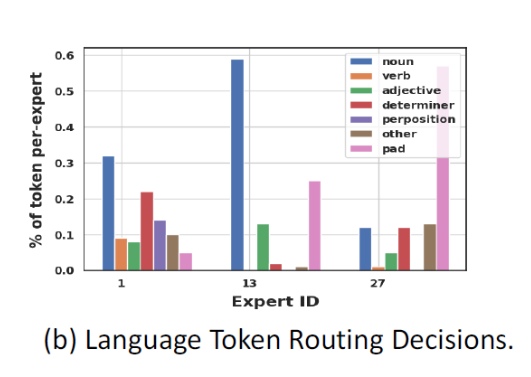 0.6
0.5
0.4
0.3
0.2
0.1
0.0
% of token per-expert
noun
verb
adjective
determiner
perposition
other
pad
1 13 27
Expert ID
(b) Language Token Routing Decisions.